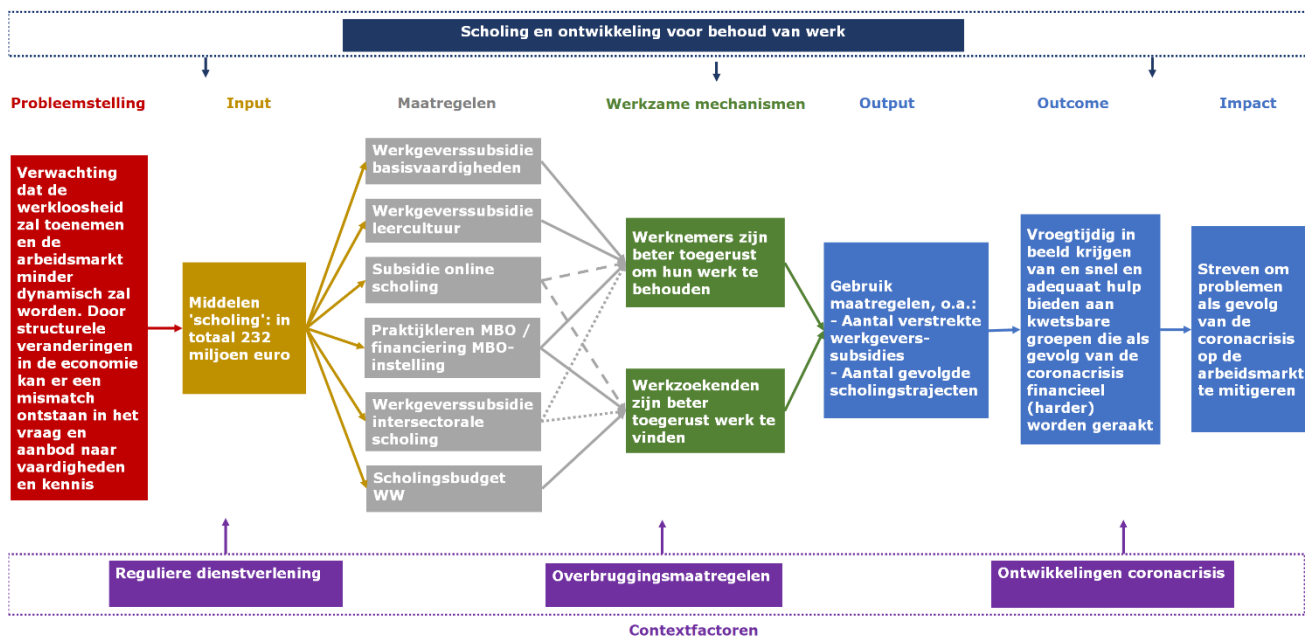 Scholing en ontwikkeling voor behoud van werk
Probleemstelling
Input
Maatregelen
Werkzame mechanismen
Output
Outcome
Impact
Verwachting
dat de
werkloosheid
zal toenemen
en de
arbeidsmarkt
minder
dynamisch zal
worden. Door
structurele
veranderingen
in de economie
kan er een
mismatch
ontstaan in het
vraag en
aanbod naar
vaardigheden
en kennis
Middelen
'scholing': in
totaal 232
miljoen euro
Werkgeverssubsidie
basisvaardigheden
Werkgeverssubsidie
leercultuur
Subsidie online
scholing
Praktijkleren MBO /
financiering MBO-
instelling
Werkgeverssubsidie
intersectorale
scholing
Scholingsbudget
WW
Werknemers zijn
beter toegerust
om hun werk te
behouden
Werkzoekenden
zijn beter
toegerust werk te
vinden
Gebruik
maatregelen, o.a.:
- Aantal verstrekte
werkgevers-
subsidies
- Aantal gevolgde
scholingstrajecten
Vroegtijdig in
beeld krijgen
van en snel en
adequaat hulp
bieden aan
kwetsbare
groepen die als
gevolg van de
coronacrisis
financieel
(harder)
worden geraakt
Streven om
problemen
als gevolg
van de
coronacrisis
op de
arbeidsmarkt
te mitigeren
Reguliere dienstverlening
Overbruggingsmaatregelen
Ontwikkelingen coronacrisis
Contextfactoren